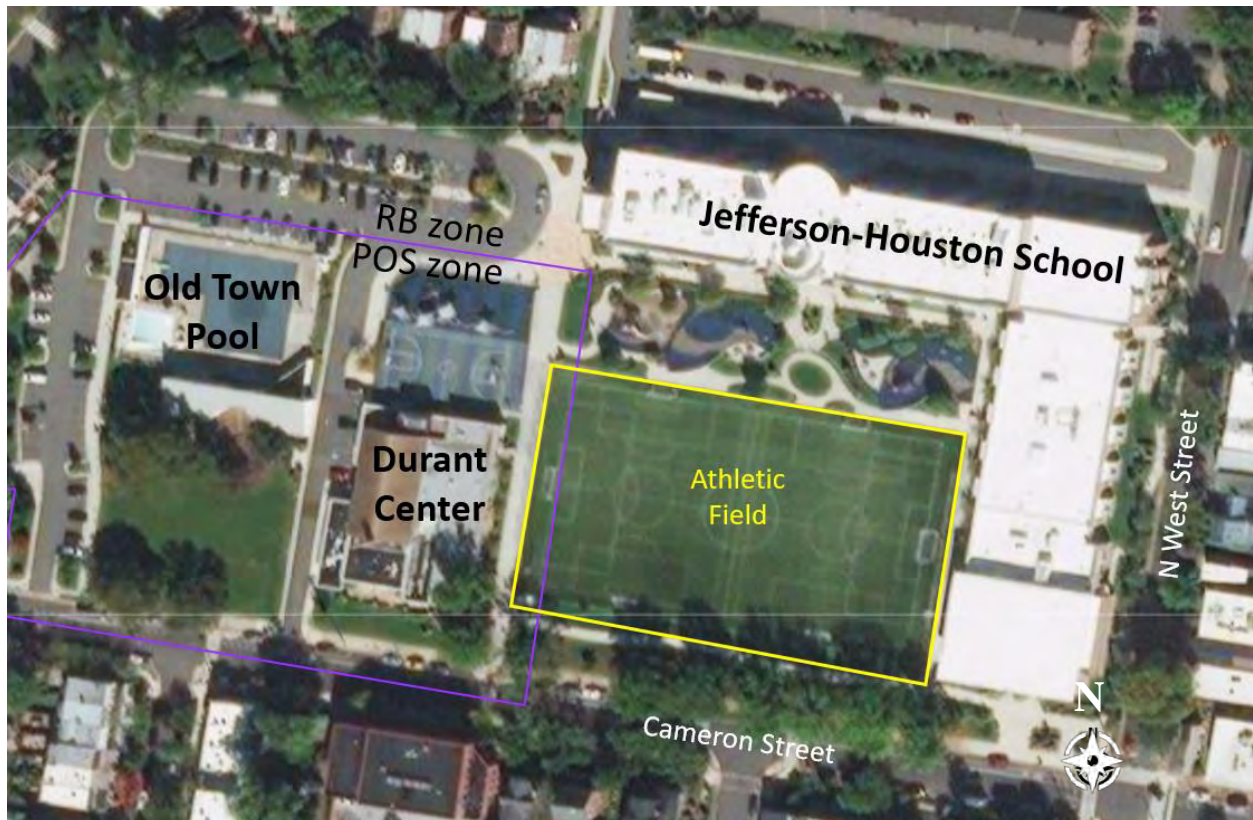 RB zone
POS zone
Jefferson-Houston School
Old Town
Pool
Durant
Center
Athletic
Field
N West Street
N
Cameron Street